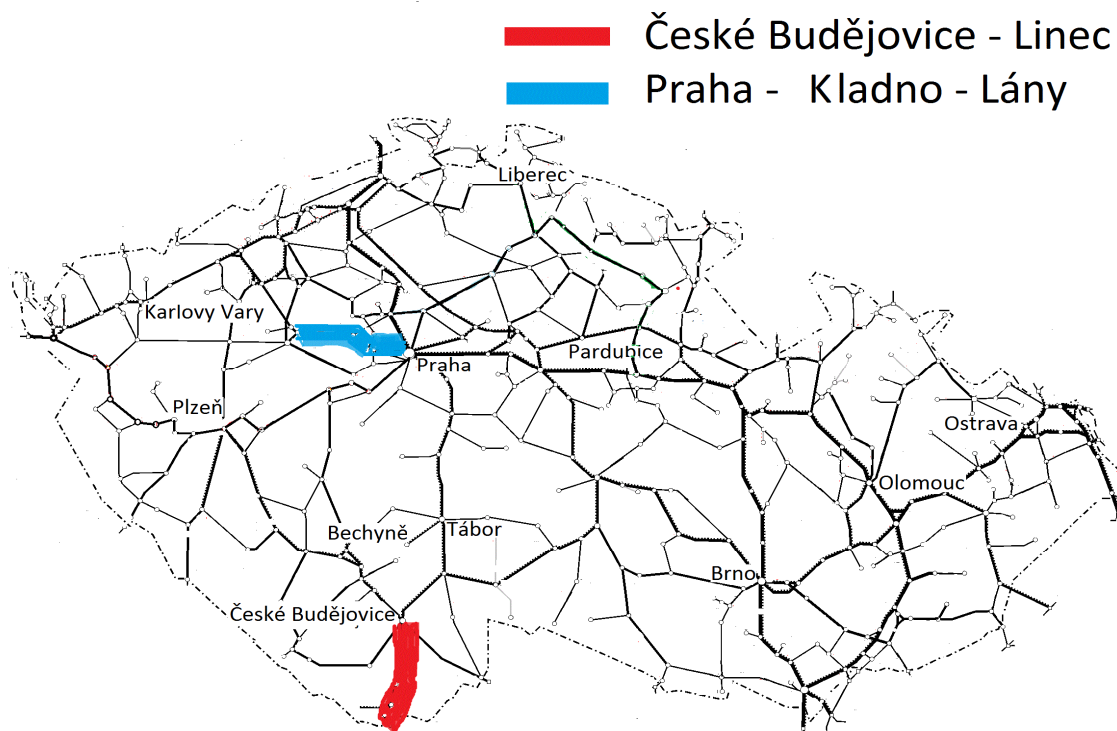 České Budějovice - Linec
Praha - Kladno - Lány
Liberec
Karlovy Vary
Pardubice
Praha
Plzeň
Ostrava
Olomouc
Bechyně
Tábor
Brno
České Budějovice